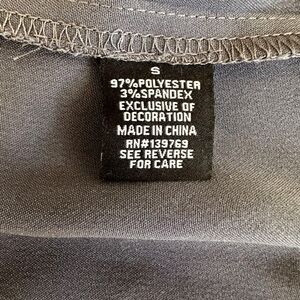 S
97%POLYESTER
3%SPANDEX
EXCLUSIVE OF
DECORATION
MADE IN CHINA
RN#139769
SEE REVERSE
FOR CARE